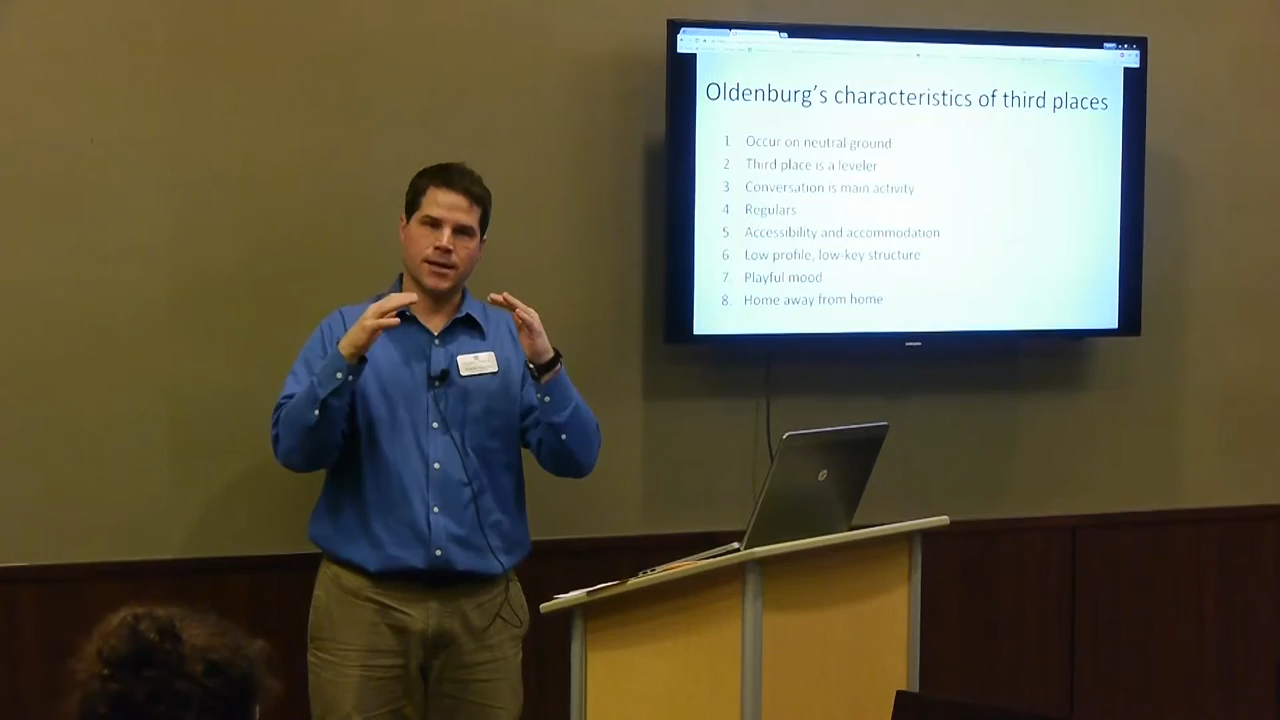 Oldenburg's characteristics of third places
1 Occur on neutral ground
2 Third place is a leveler
3 Conversation is main activity
4 Regulars
5. Accessibility and accommodation
6. Low profile, low-key structure
7. Playful mood
8. Home away from home
SAMSUNG
hp